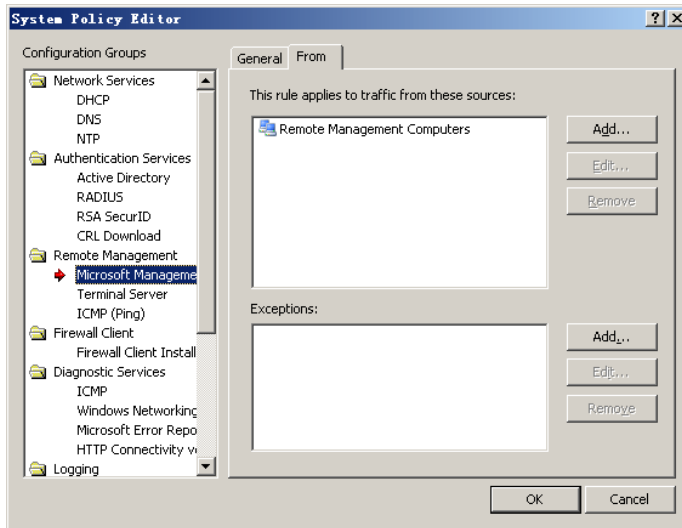 System Policy Editor
Configuration Groups
Network Services
DHCP
DNS
NTP
Authentication Services
Active Directory
RADIUS
RSA SecurID
CRL Download
Remote Management
Microsoft Manageme
Terminal Server
ICMP (Ping)
Firewall Client
Firewall Client Install
Diagnostic Services
ICMP
Windows Networking
Microsoft Error Repo
HTTP Connectivity v
Logging
General From
This rule applies to traffic from these sources:
Remote Management Computers
Add...
Edit...
Remove
Exceptions:
Add...
Edit...
Remove
OK Cancel